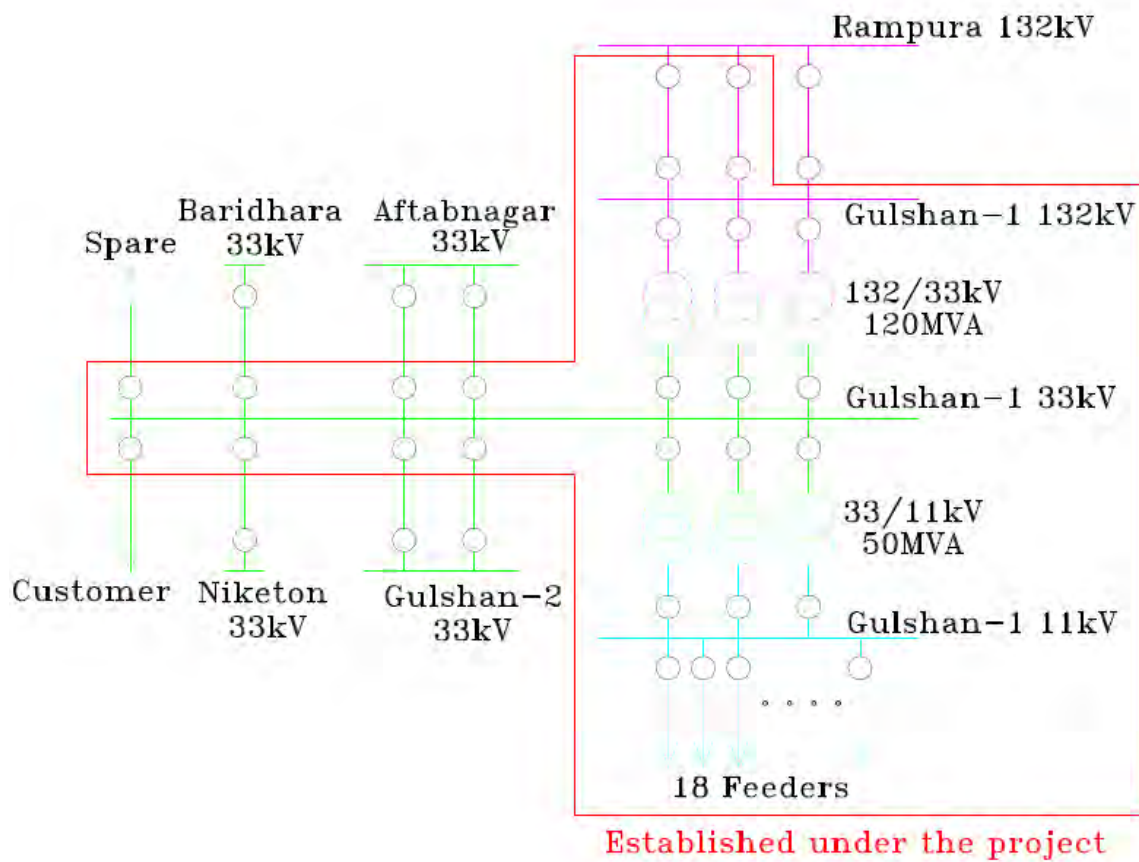 Rampura 132kV
Baridhara
33kV
Aftabnagar
33kV
Spare
Gulshan-1 132kV
132/33kV
120MVA
Gulshan-1 33kV
33/11kV
50MVA
Customer
Niketon
33kV
Gulshan-2
33kV
Gulshan-1 11kV
18 Feeders
Established under the project